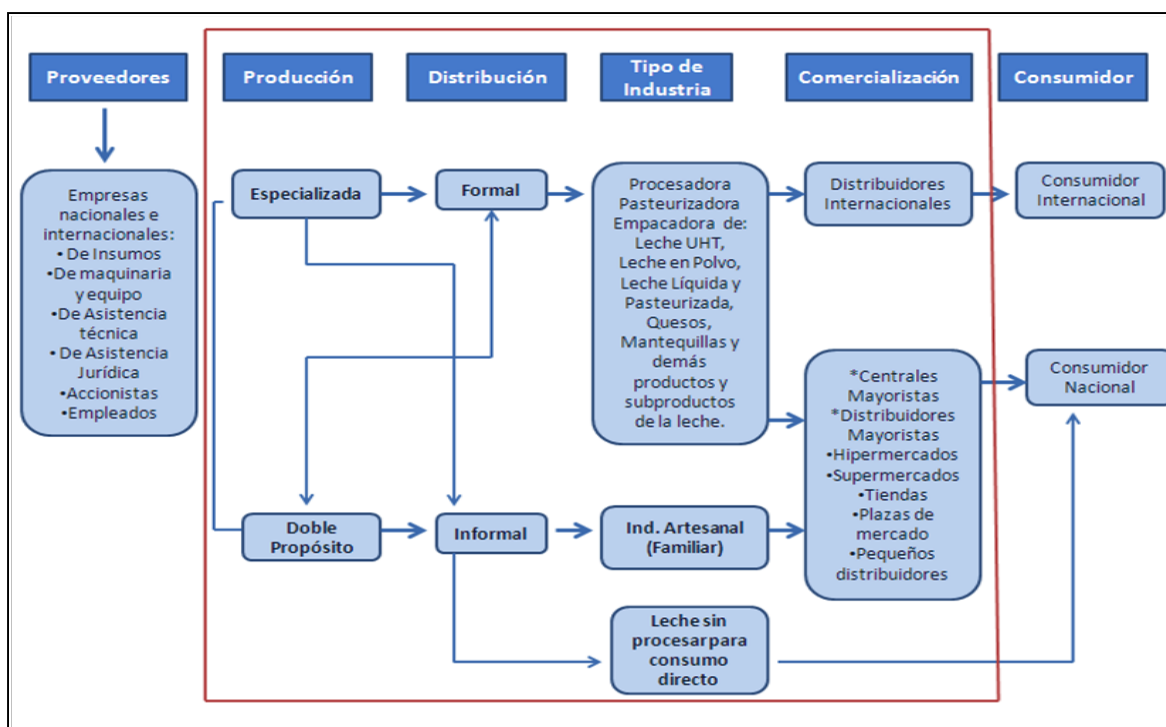 Proveedores
Producción
Distribución
Tipo de
Industria
Comercialización
Consumidor
Empresas
nacionales e
internacionales:
• De Insumos
•De maquinaria
y equipo
•De Asistencia
técnica
• De Asistencia
Jurídica
•Accionistas
•Empleados
Especializada
Formal
Procesadora
Pasteurizadora
Empacadora de:
Leche UHT,
Leche en Polvo,
Leche Líquida y
Pasteurizada,
Quesos,
Mantequillas y
demás
productos y
subproductos
de la leche.
Distribuidores
Internacionales
Consumidor
Internacional
*Centrales
Mayoristas
*Distribuidores
Mayoristas
•Hipermercados
•Supermercados
•Tiendas
•Plazas de
mercado
•Pequeños
distribuidores
Consumidor
Nacional
Doble
Propósito
Informal
Ind. Artesanal
(Familiar)
Leche sin
procesar para
consumo
directo